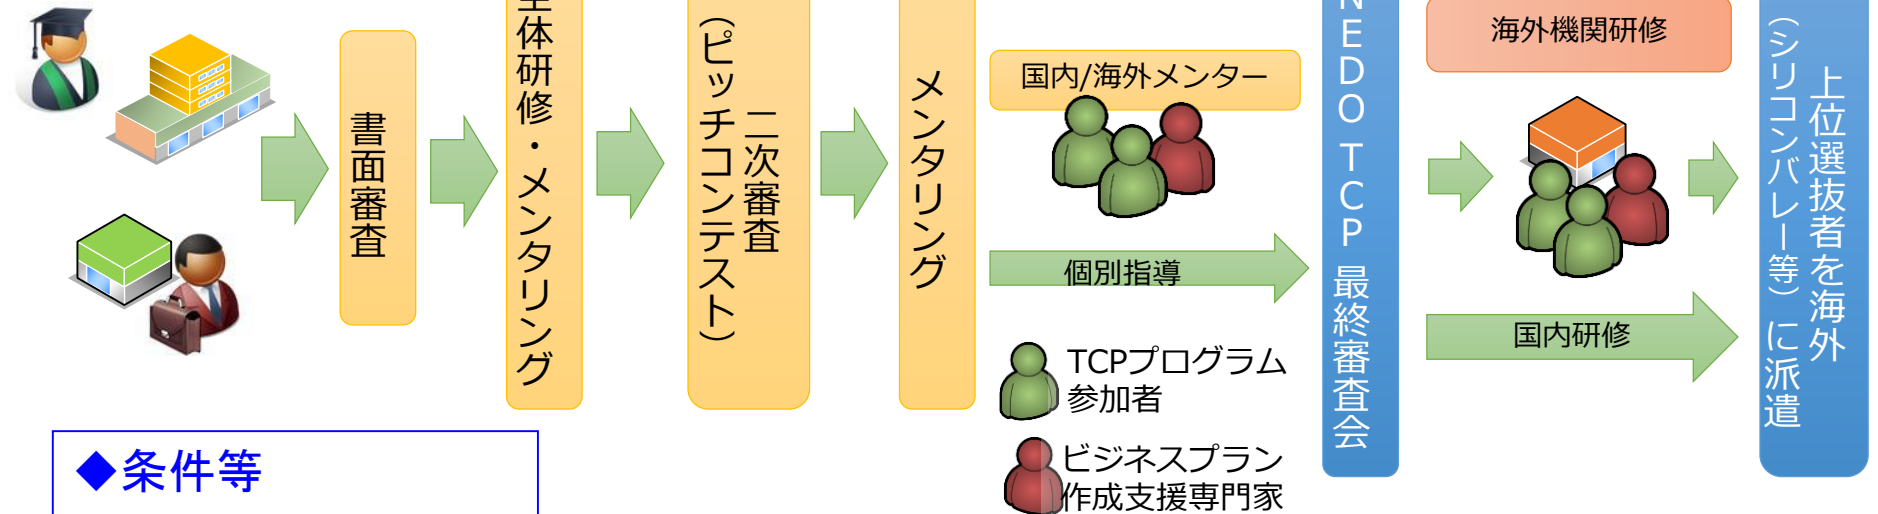 書面審査
全体研修・メンタリング
二次審査
（ピッチコンテスト）
メンタリング
国内/海外メンター
個別指導
TCPプログラム
参加者
ビジネスプラン
作成支援専門家
NEDO TCP 最終審査会
海外機関研修
国内研修
上位選抜者を海外
（シリコンバレー等）に派遣
◆条件等